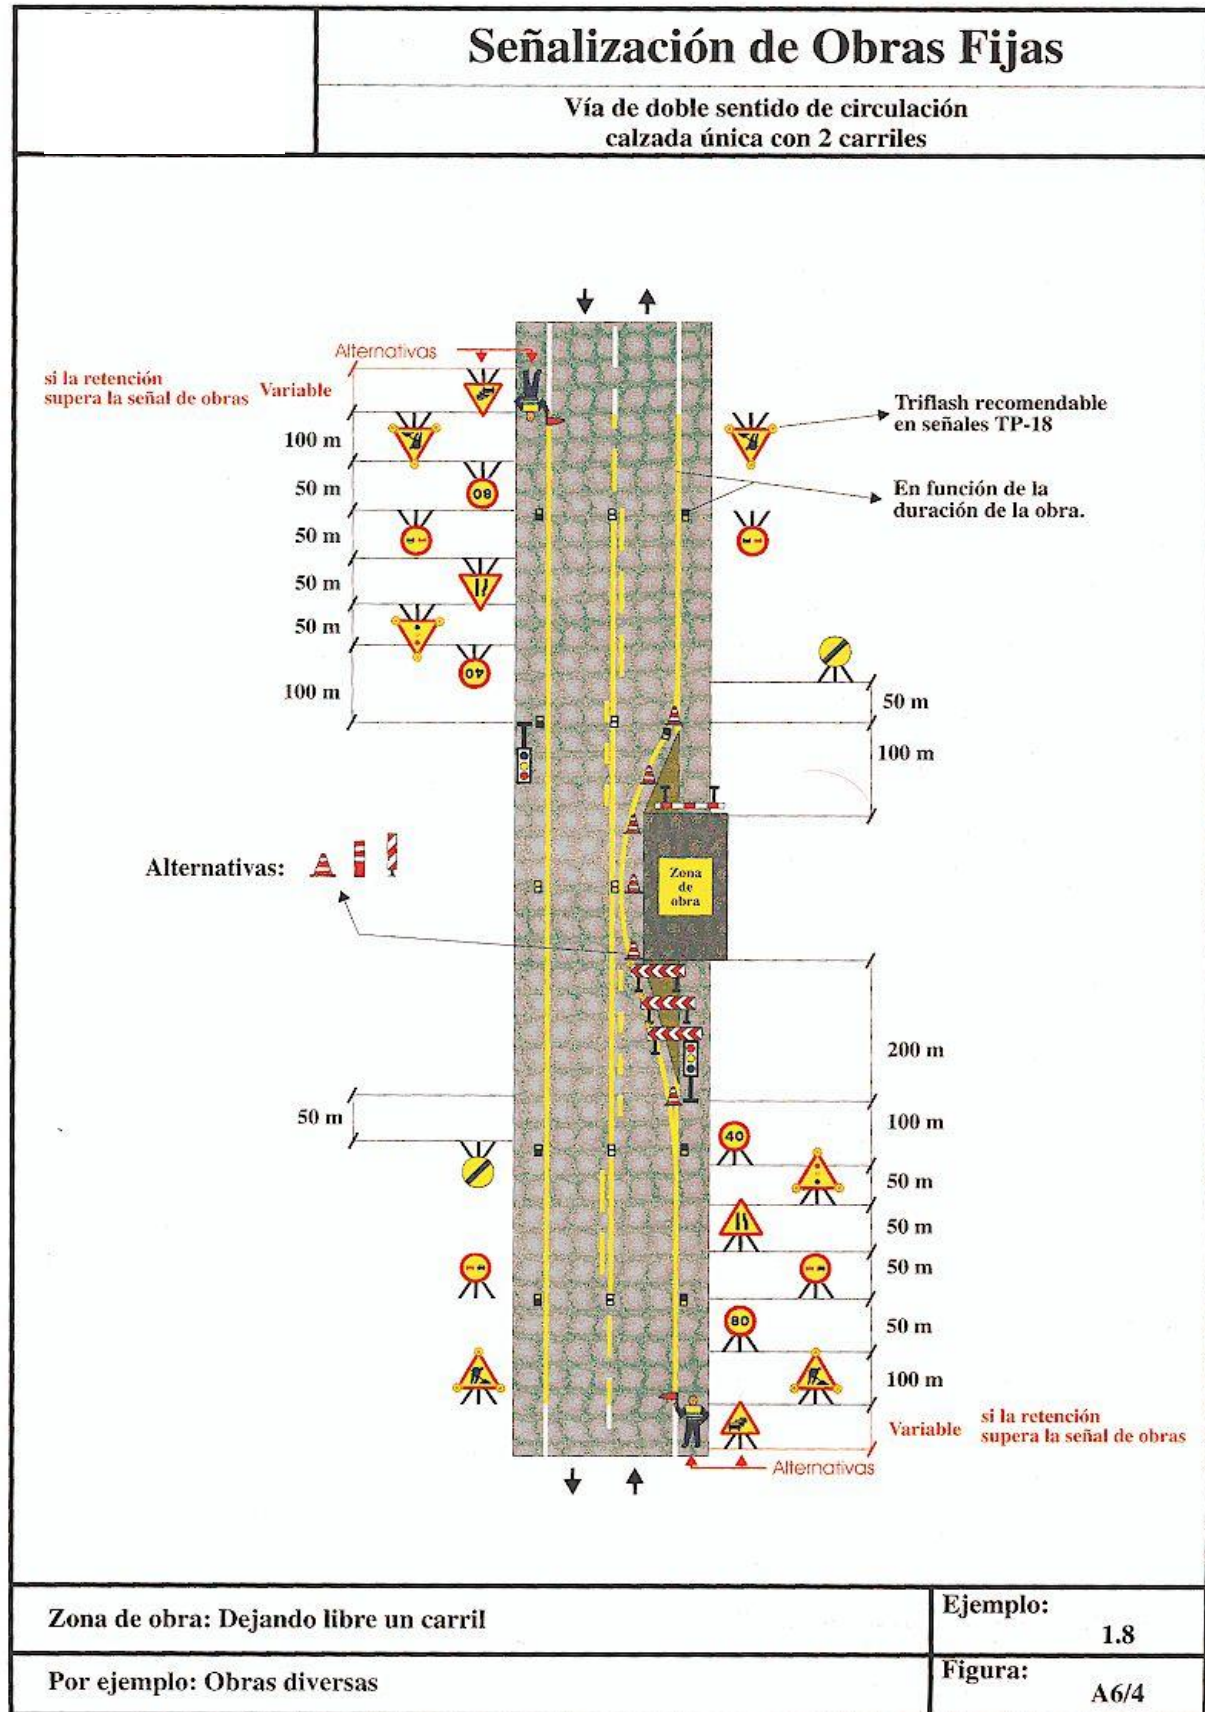 Señalización de Obras Fijas
Vía de doble sentido de circulación
calzada única con 2 carriles
Alternativas
si la retención
supera la señal de obras
Variable
100 m
50 m
50 m
50 m
50 m
100 m
80
40
Triflash recomendable
en señales TP-18
En función de la
duración de la obra.
50 m
100 m
Alternativas:
Zona
de
obra
200 m
50 m
100 m
40
50 m
50 m
50 m
80
50 m
100 m
Variable
si la retención
supera la señal de obras
Alternativas
Zona de obra: Dejando libre un carril
Ejemplo:
1.8
Por ejemplo: Obras diversas
Figura:
A6/4